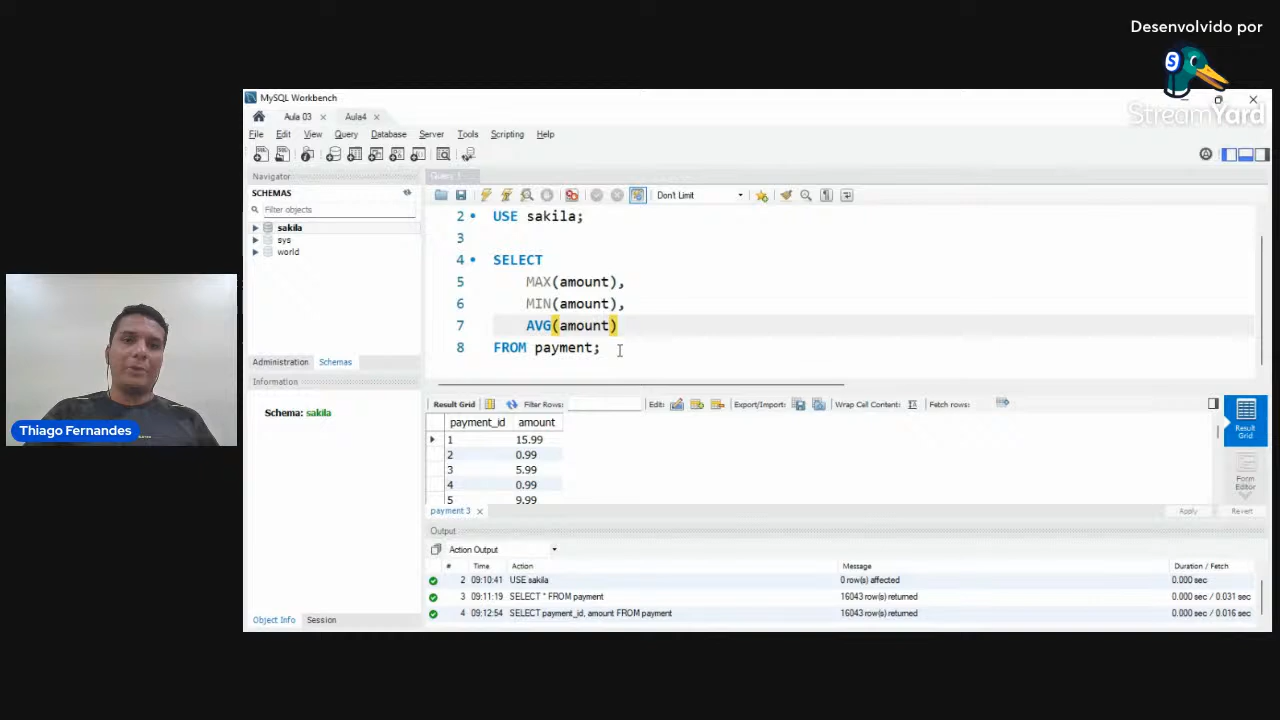 Desenvolvido por
S
StreamYard
MySQL Workbench
Aula 03 Aula4
File Edit View Query Database Server Tools Scripting Help
Navigator
SCHEMAS
Filter objects
sakila
sys
world
Administration Schemas
Information
Schema: sakila
Object Info Session
Query 1
Don't Limit
2 USE sakila;
3
4 SELECT
5 MAX(amount),
6 MIN(amount),
7 AVG(amount)
8 FROM payment;
Result Grid Filter Rows: Edit: Export/Import: Wrap Cell Content: Fetch rows:
payment_id amount
1 15.99
2 0.99
3 5.99
4 0.99
5 9.99
Result Grid
Form Editor
payment 3 Apply Revert
Output
Action Output
# Time Action Message Duration / Fetch
2 09:10:41 USE sakila 0 row(s) affected 0.000 sec
3 09:11:19 SELECT * FROM payment 16043 row(s) returned 0.000 sec / 0.031 sec
4 09:12:54 SELECT payment_id, amount FROM payment 16043 row(s) returned 0.000 sec / 0.016 sec
Thiago Fernandes